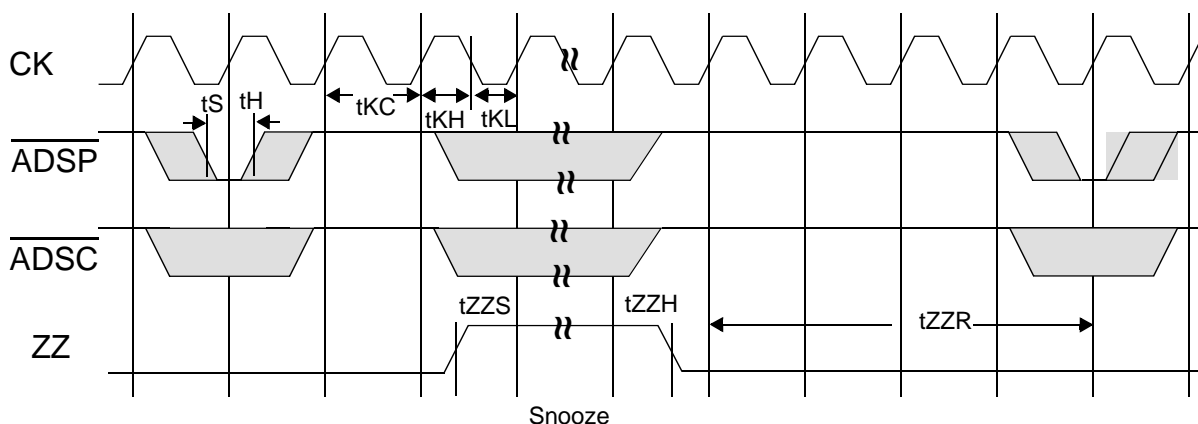 CK
tS
tH
tKC
tKH
tKL
ADSP
ADSC
tZZS
tZZH
tZZR
ZZ
Snooze